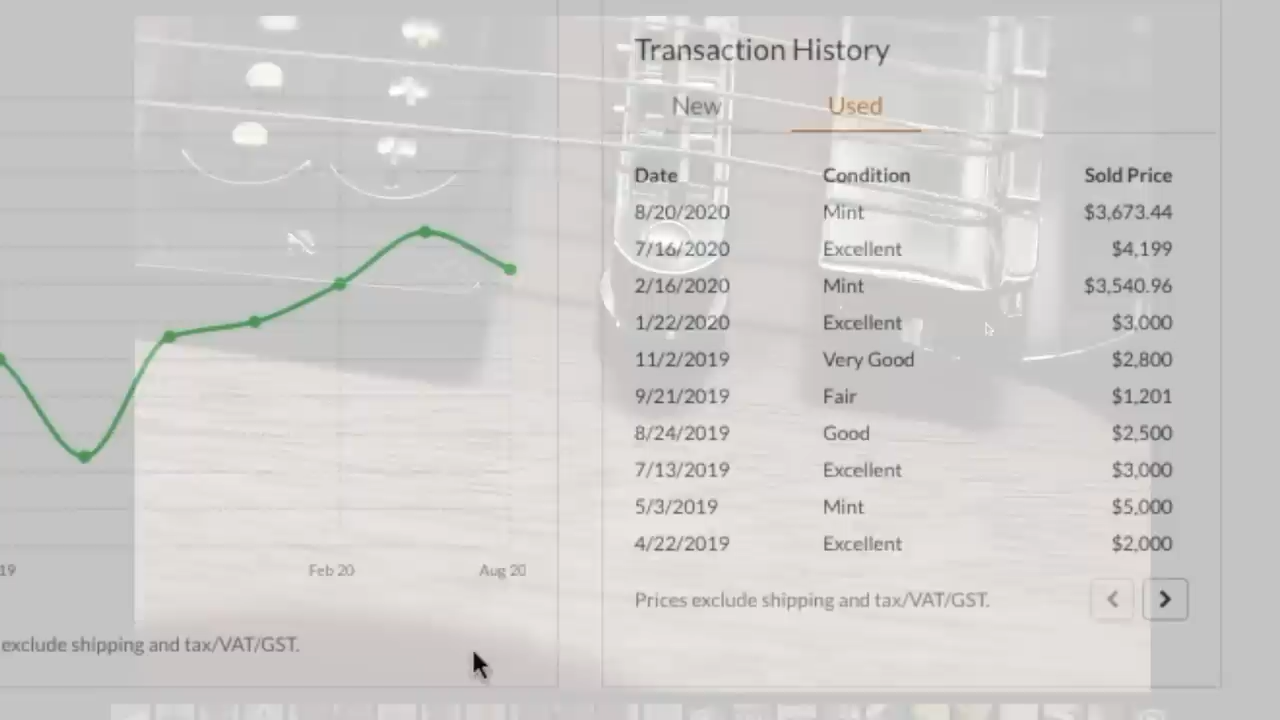 Transaction History
New Used
Date Condition Sold Price
8/20/2020 Mint $3,673.44
7/16/2020 Excellent $4,199
2/16/2020 Mint $3,540.96
1/22/2020 Excellent $3,000
11/2/2019 Very Good $2,800
9/21/2019 Fair $1,201
8/24/2019 Good $2,500
7/13/2019 Excellent $3,000
5/3/2019 Mint $5,000
4/22/2019 Excellent $2,000
Prices exclude shipping and tax/VAT/GST.
19 Feb 20 Aug 20
exclude shipping and tax/VAT/GST.